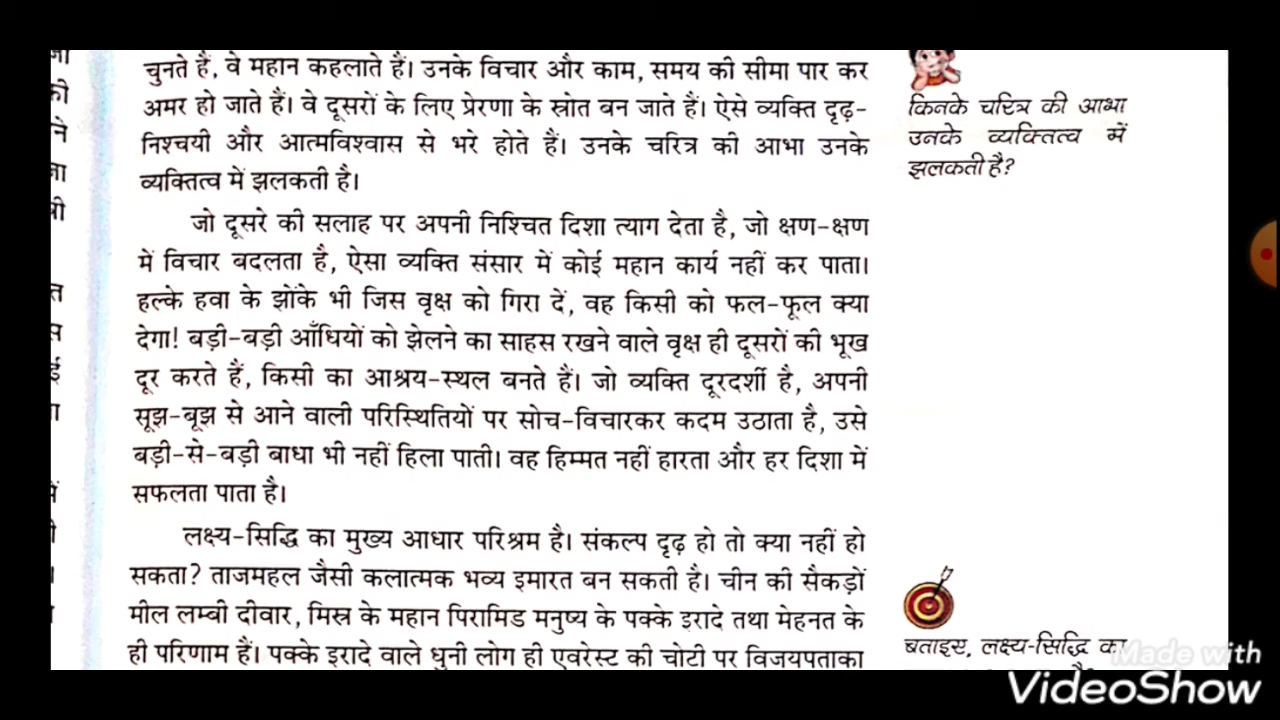 चुनते हैं, वे महान कहलाते हैं। उनके विचार और काम, समय की सीमा पार कर
अमर हो जाते हैं। वे दूसरों के लिए प्रेरणा के स्रोत बन जाते हैं। ऐसे व्यक्ति दृढ़-
निश्चयी और आत्मविश्वास से भरे होते हैं। उनके चरित्र की आभा उनके
व्यक्तित्व में झलकती है।
जो दूसरे की सलाह पर अपनी निश्चित दिशा त्याग देता है, जो क्षण-क्षण
में विचार बदलता है, ऐसा व्यक्ति संसार में कोई महान कार्य नहीं कर पाता।
हल्के हवा के झोंके भी जिस वृक्ष को गिरा दें, वह किसी को फल-फूल क्या
देगा! बड़ी-बड़ी आँधियों को झेलने का साहस रखने वाले वृक्ष ही दूसरों की भूख
दूर करते हैं, किसी का आश्रय-स्थल बनते हैं। जो व्यक्ति दूरदर्शी है, अपनी
सूझ-बूझ से आने वाली परिस्थितियों पर सोच-विचारकर कदम उठाता है, उसे
बड़ी-से-बड़ी बाधा भी नहीं हिला पाती। वह हिम्मत नहीं हारता और हर दिशा में
सफलता पाता है।
लक्ष्य-सिद्धि का मुख्य आधार परिश्रम है। संकल्प दृढ़ हो तो क्या नहीं हो
सकता? ताजमहल जैसी कलात्मक भव्य इमारत बन सकती है। चीन की सैकड़ों
मील लम्बी दीवार, मिस्र के महान पिरामिड मनुष्य के पक्के इरादे तथा मेहनत के
ही परिणाम हैं। पक्के इरादे वाले धुनी लोग ही एवरेस्ट की चोटी पर विजयपताका
किनके चरित्र की आभा
उनके व्यक्तित्व में
झलकती है?
बताइए, लक्ष्य-सिद्धि का
Made with
VideoShow